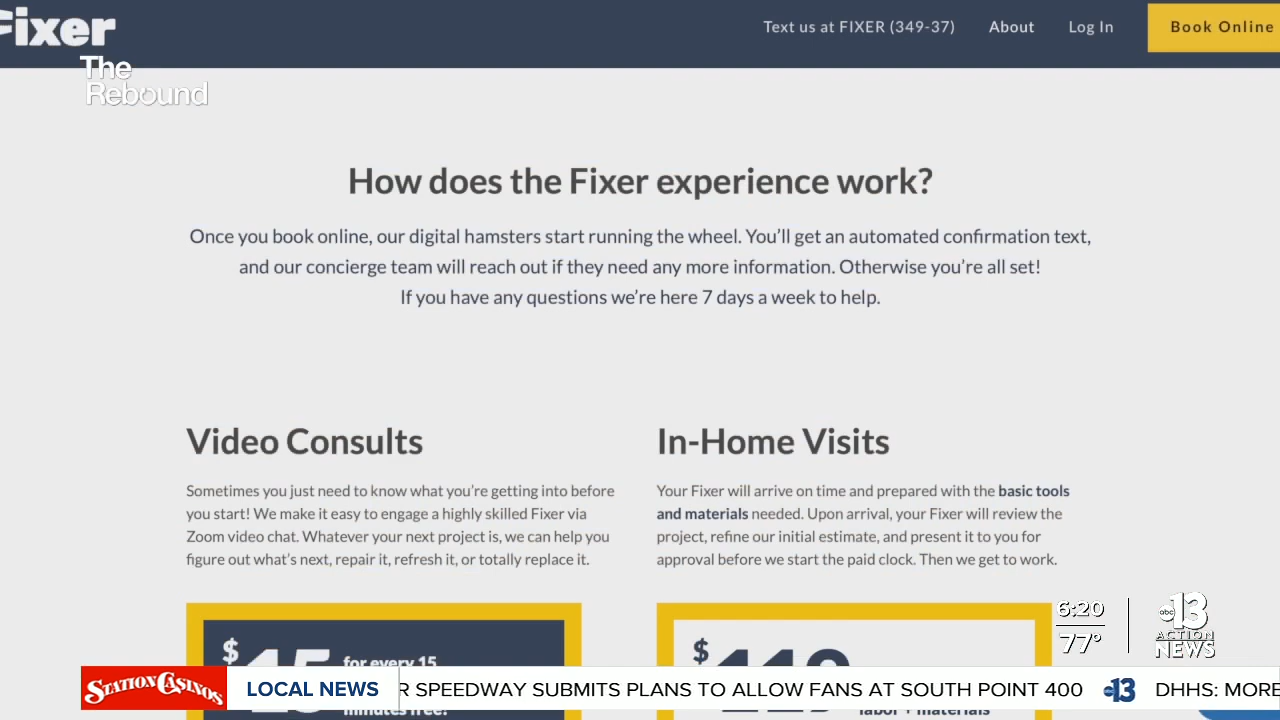 Fixer
Text us at FIXER (349-37) About Log In Book Online
The
Rebound
How does the Fixer experience work?
Once you book online, our digital hamsters start running the wheel. You'll get an automated confirmation text,
and our concierge team will reach out if they need any more information. Otherwise you're all set!
If you have any questions we're here 7 days a week to help.
Video Consults
Sometimes you just need to know what you're getting into before
you start! We make it easy to engage a highly skilled Fixer via
Zoom video chat. Whatever your next project is, we can help you
figure out what's next, repair it, refresh it, or totally replace it.
In-Home Visits
Your Fixer will arrive on time and prepared with the basic tools
and materials needed. Upon arrival, your Fixer will review the
project, refine our initial estimate, and present it to you for
approval before we start the paid clock. Then we get to work.
$ for every 15
minutes free!
$
labor + materials
6:20
77°
abc 13
ACTION
NEWS
STATION CASINOS
LOCAL NEWS
R SPEEDWAY SUBMITS PLANS TO ALLOW FANS AT SOUTH POINT 400 abc 13 DHHS: MORE